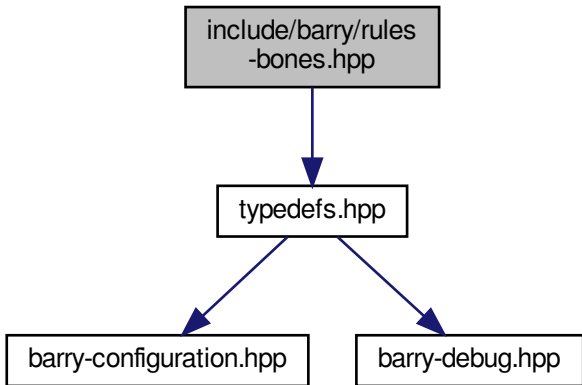 include/barry/rules
-bones.hpp
typedefs.hpp
barry-configuration.hpp
barry-debug.hpp